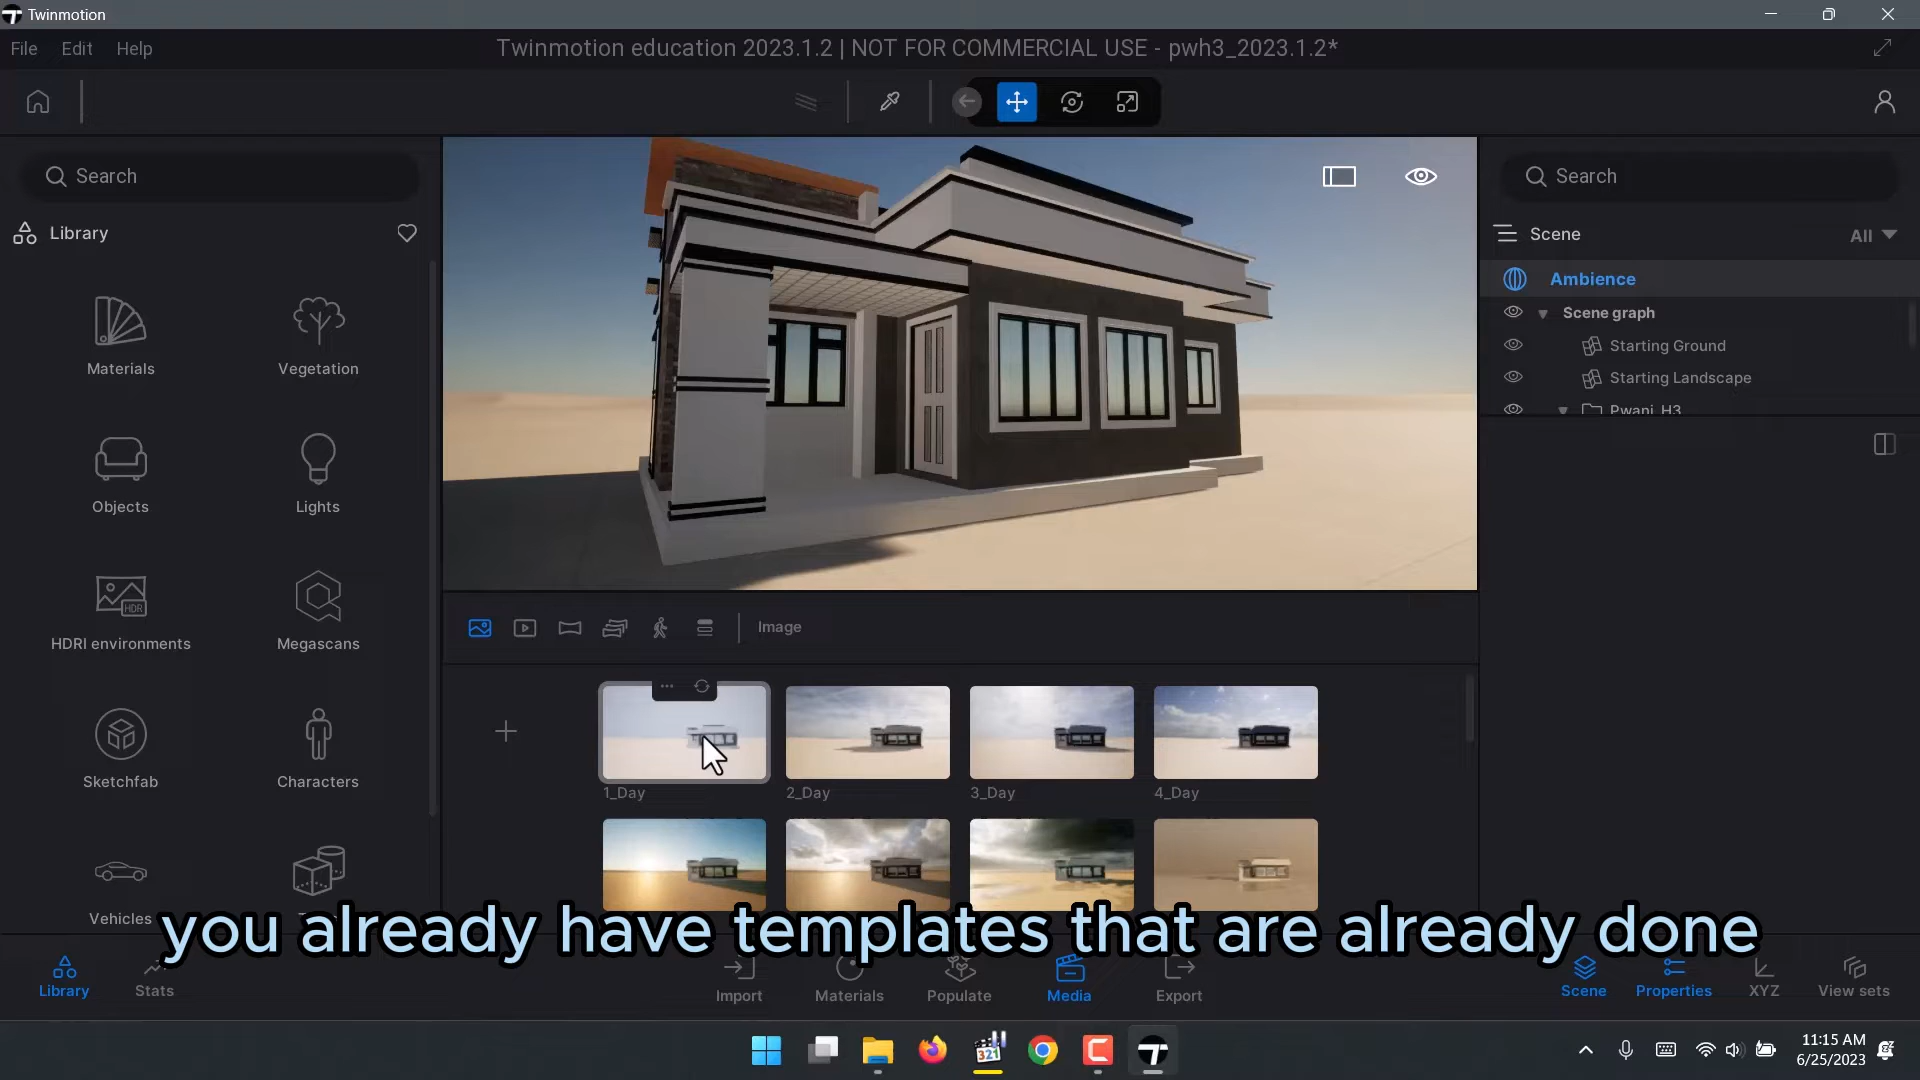 Twinmotion
File Edit Help
Twinmotion education 2023.1.2 | NOT FOR COMMERCIAL USE - pwh3_2023.1.2*
Search
Library
Materials
Vegetation
Objects
Lights
HDR
HDRI environments
Megascans
Sketchfab
Characters
Vehicles
Search
Scene
All
Ambience
Scene graph
Starting Ground
Starting Landscape
Pwani_H3
Image
1_Day
2_Day
3_Day
4_Day
you already have templates that are already done
Library
Stats
Import
Materials
Populate
Media
Export
Scene
Properties
XYZ
View sets
321
11:15 AM
6/25/2023